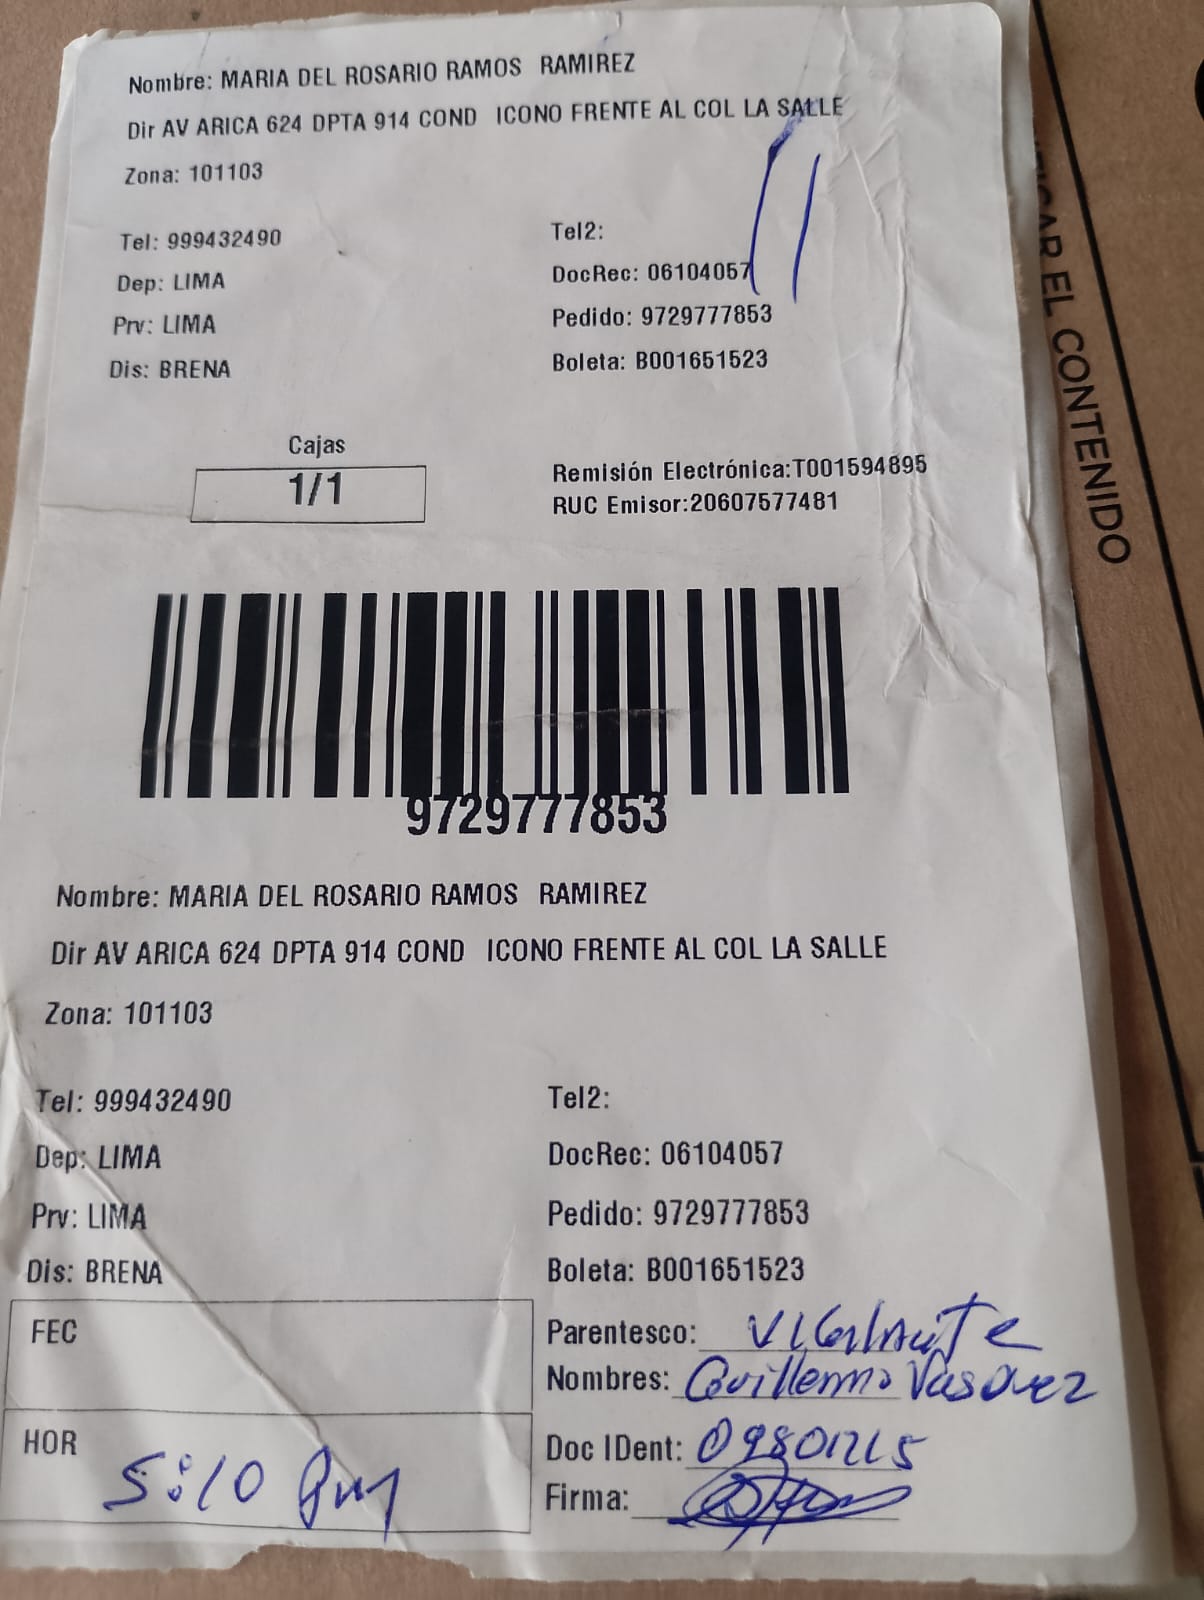 Nombre: MARIA DEL ROSARIO RAMOS RAMIREZ
Dir AV ARICA 624 DPTA 914 COND ICONO FRENTE AL COL LA SALLE
Zona: 101103
Tel: 999432490
Tel2:
Dep: LIMA
DocRec: 06104057
Prv: LIMA
Pedido: 9729777853
Dis: BRENA
Boleta: B001651523
Cajas
1/1
Remisión Electrónica:T001594895
RUC Emisor:20607577481
9729777853
Nombre: MARIA DEL ROSARIO RAMOS RAMIREZ
Dir AV ARICA 624 DPTA 914 COND ICONO FRENTE AL COL LA SALLE
Zona: 101103
Tel: 999432490
Tel2:
Dep: LIMA
DocRec: 06104057
Prv: LIMA
Pedido: 9729777853
Dis: BRENA
Boleta: B001651523
FEC
Parentesco: VIGILANTE
Nombres: Guillermo Vasquez
HOR
5:10 pm
Doc IDent: 09801215
Firma:
EL CONTENIDO